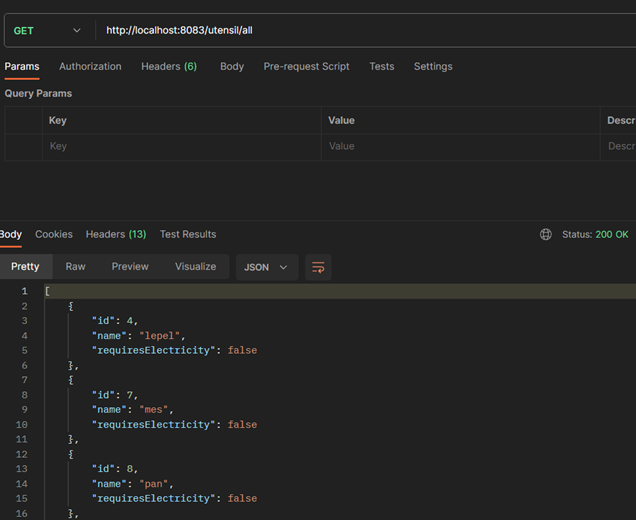 GET http://localhost:8083/utensil/all
Params Authorization Headers (6) Body Pre-request Script Tests Settings
Query Params
Key Value Descr
Key Value Descr
Body Cookies Headers (13) Test Results Status: 200 OK
Pretty Raw Preview Visualize JSON
1 [
2 {
3 "id": 4,
4 "name": "lepel",
5 "requiresElectricity": false
6 },
7 {
8 "id": 7,
9 "name": "mes",
10 "requiresElectricity": false
11 },
12 {
13 "id": 8,
14 "name": "pan",
15 "requiresElectricity": false
16 },